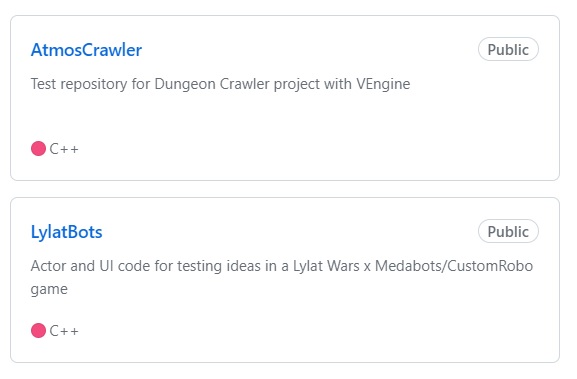 AtmosCrawler
Public
Test repository for Dungeon Crawler project with VEngine
C++
LylatBots
Public
Actor and UI code for testing ideas in a Lylat Wars x Medabots/CustomRobo
game
C++